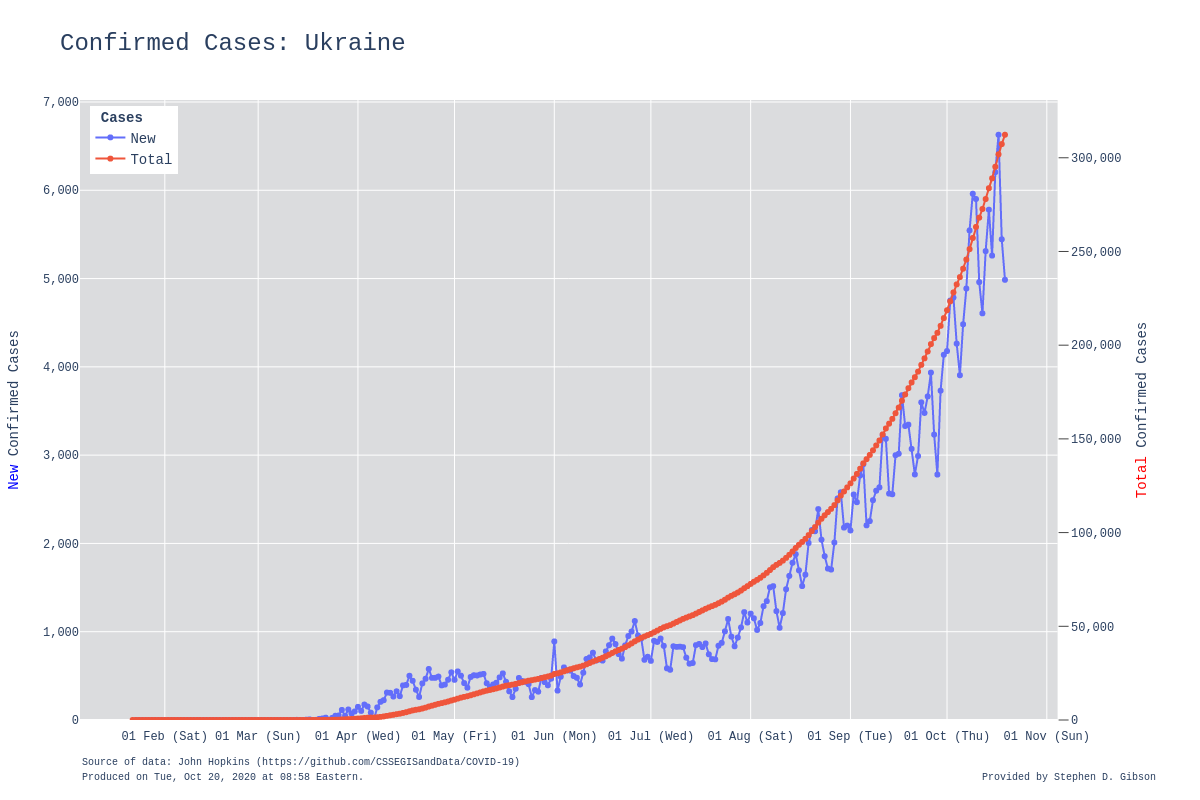 Confirmed Cases: Ukraine
Cases
New
Total
7,000
6,000
5,000
4,000
3,000
2,000
1,000
0
New Confirmed Cases
300,000
250,000
200,000
150,000
100,000
50,000
0
Total Confirmed Cases
01 Feb (Sat) 01 Mar (Sun) 01 Apr (Wed) 01 May (Fri) 01 Jun (Mon) 01 Jul (Wed) 01 Aug (Sat) 01 Sep (Tue) 01 Oct (Thu) 01 Nov (Sun)
Source of data: John Hopkins (https://github.com/CSSEGISandData/COVID-19)
Produced on Tue, Oct 20, 2020 at 08:58 Eastern.
Provided by Stephen D. Gibson